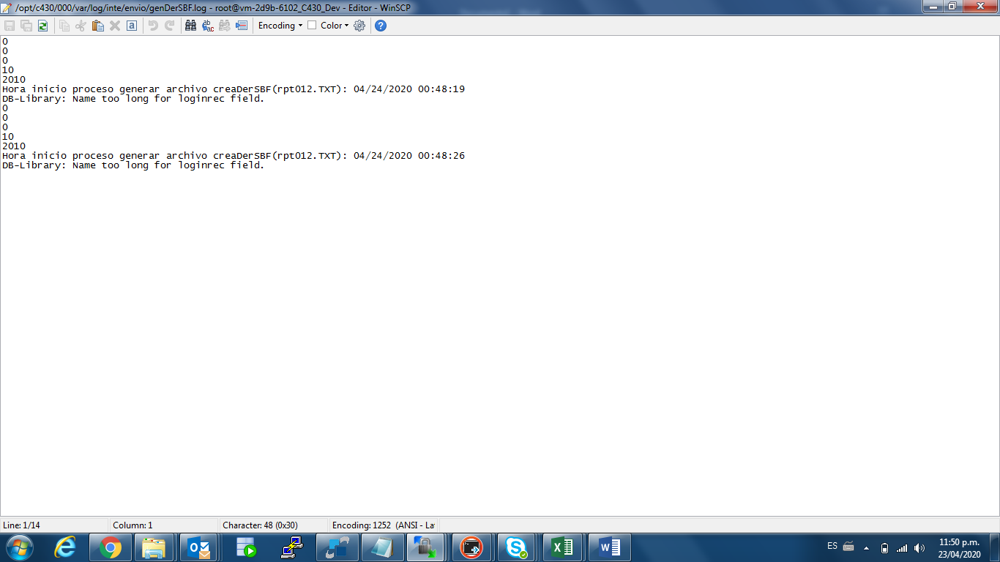 /opt/c430/000/var/log/inte/envio/genDerSBF.log - root@vm-2d9b-6102_C430_Dev - Editor - WinSCP
Encoding Color
0
0
0
10
2010
Hora inicio proceso generar archivo creaDerSBF(rpt012.TXT): 04/24/2020 00:48:19
DB-Library: Name too long for loginrec field.
0
0
0
10
2010
Hora inicio proceso generar archivo creaDerSBF(rpt012.TXT): 04/24/2020 00:48:26
DB-Library: Name too long for loginrec field.
Line: 1/14 Column: 1 Character: 48 (0x30) Encoding: 1252 (ANSI - La
ES 11:50 p.m.
23/04/2020